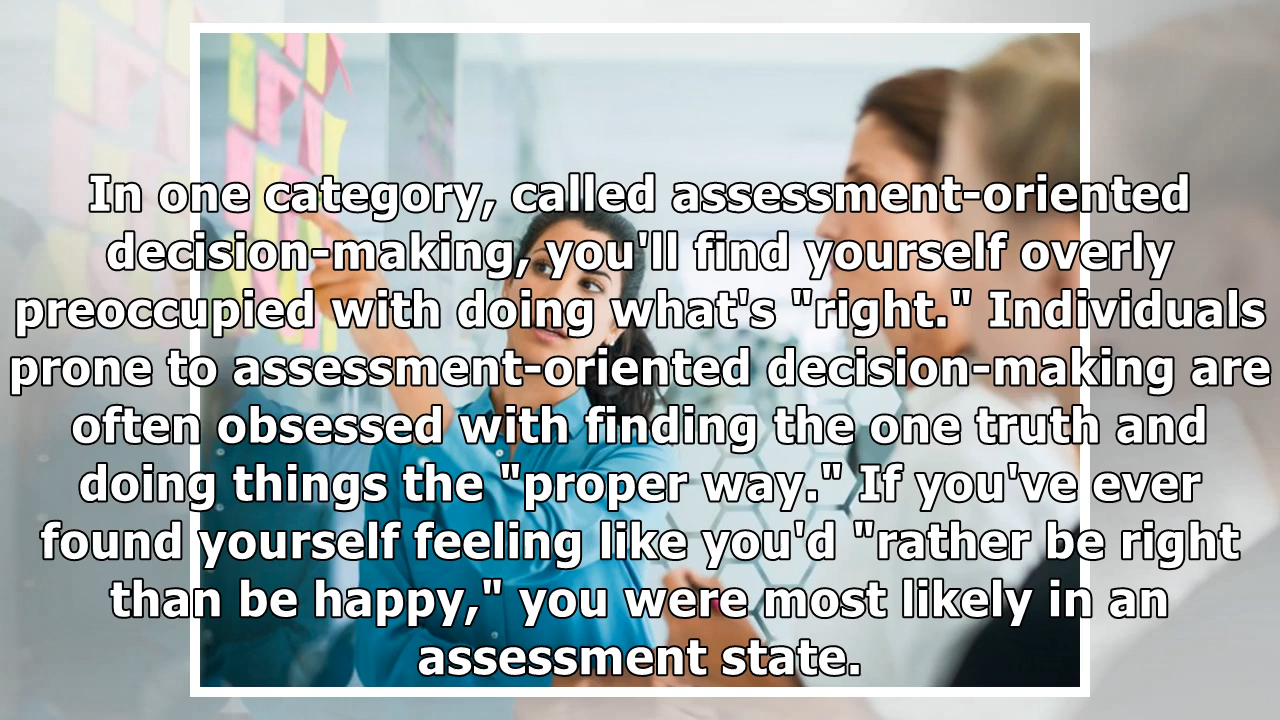 In one category, called assessment-oriented
decision-making, you'll find yourself overly
preoccupied with doing what's "right." Individuals
prone to assessment-oriented decision-making are
often obsessed with finding the one truth and
doing things the "proper way." If you've ever
found yourself feeling like you'd "rather be right
than be happy," you were most likely in an
assessment state.